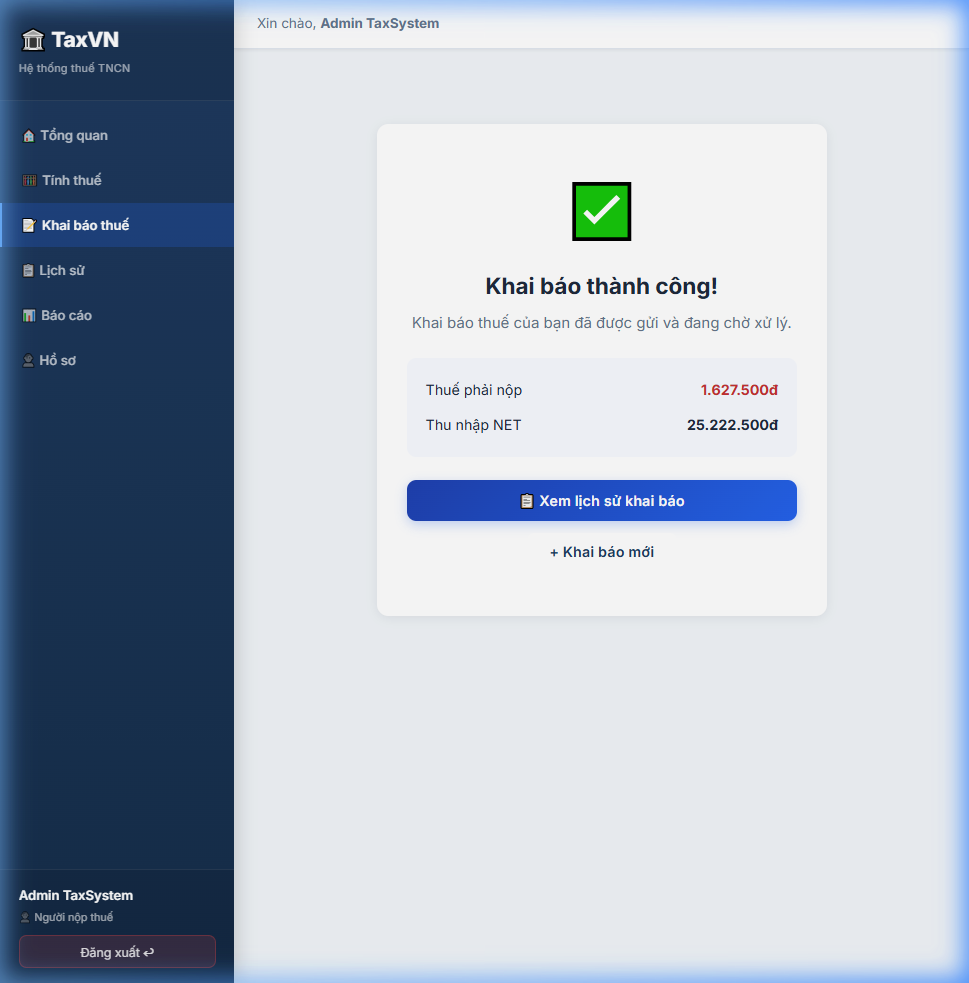 TaxVN
Hệ thống thuế TNCN
Tổng quan
Tính thuế
Khai báo thuế
Lịch sử
Báo cáo
Hồ sơ
Admin TaxSystem
Người nộp thuế
Đăng xuất ↩
Xin chào, Admin TaxSystem
Khai báo thành công!
Khai báo thuế của bạn đã được gửi và đang chờ xử lý.
Thuế phải nộp 1.627.500đ
Thu nhập NET 25.222.500đ
Xem lịch sử khai báo
+ Khai báo mới